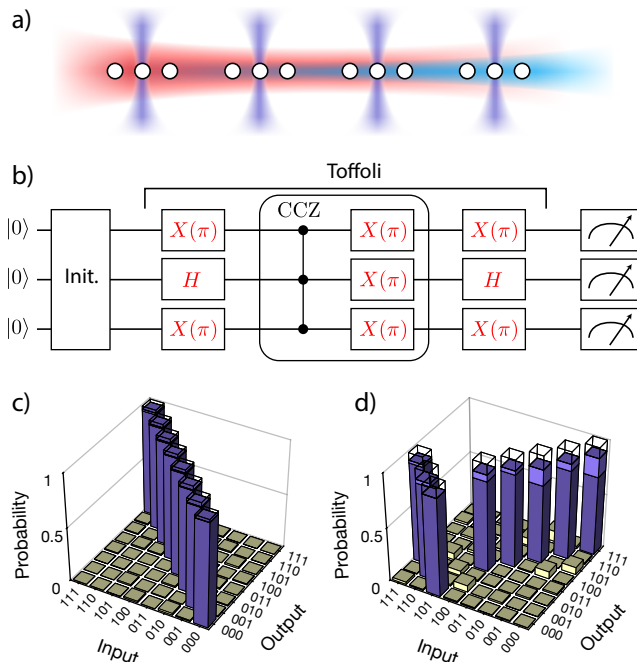 a)
b)
Toffoli
CCZ
|0⟩ X(π) X(π) X(π)
|0⟩ Init. H X(π) H
|0⟩ X(π) X(π) X(π)
c)
d)
Probability
1
0.5
0
111 110 101 100 011 010 001 000
Input
000 001 010 011 100 101 110 111
Output
Probability
1
0.5
0
111 110 101 100 011 010 001 000
Input
000 001 010 011 100 101 110 111
Output